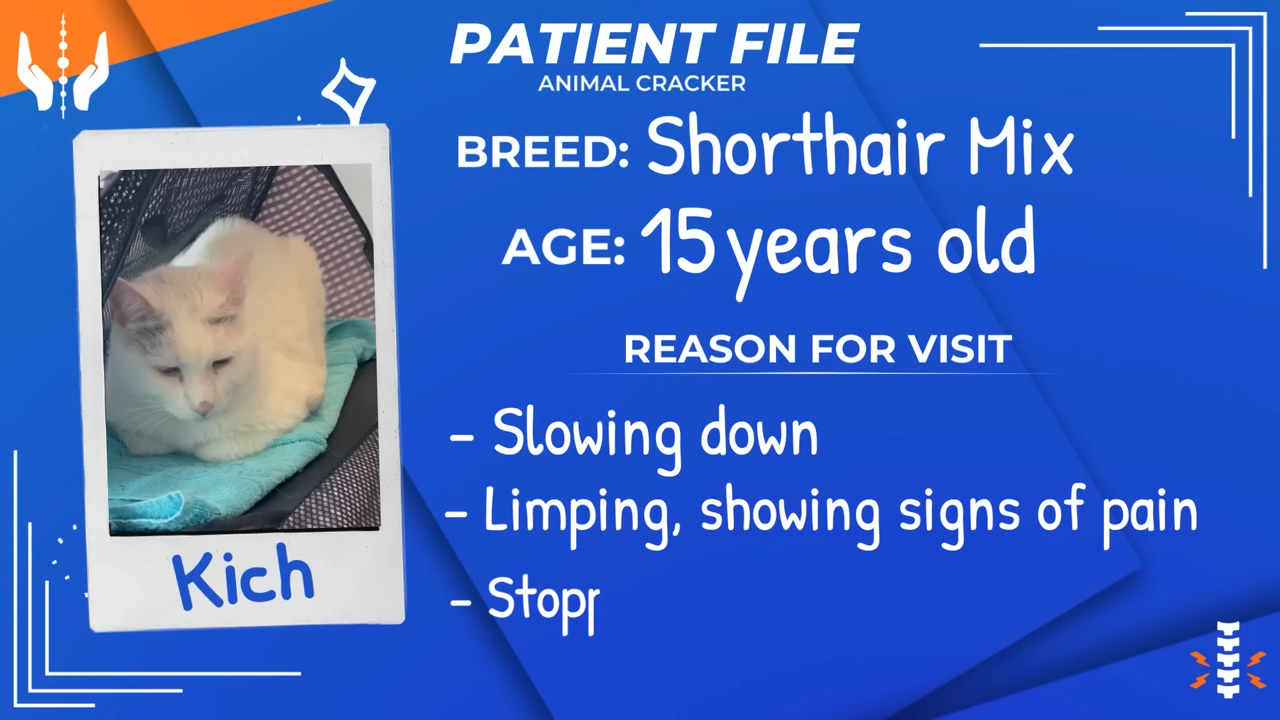 PATIENT FILE
ANIMAL CRACKER
BREED: Shorthair Mix
AGE: 15 years old
REASON FOR VISIT
- Slowing down
- Limping, showing signs of pain
- Stop
Kich